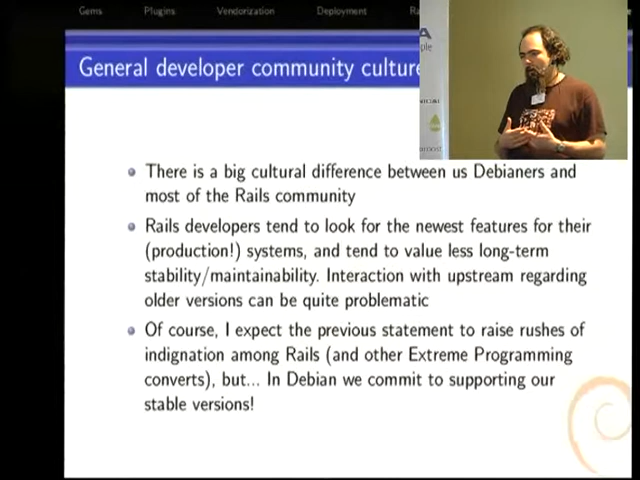 Gems Plugins Vendorization Deployment
General developer community culture
There is a big cultural difference between us Debianers and
most of the Rails community
Rails developers tend to look for the newest features for their
(production!) systems, and tend to value less long-term
stability/maintainability. Interaction with upstream regarding
older versions can be quite problematic
Of course, I expect the previous statement to raise rushes of
indignation among Rails (and other Extreme Programming
converts), but... In Debian we commit to supporting our
stable versions!